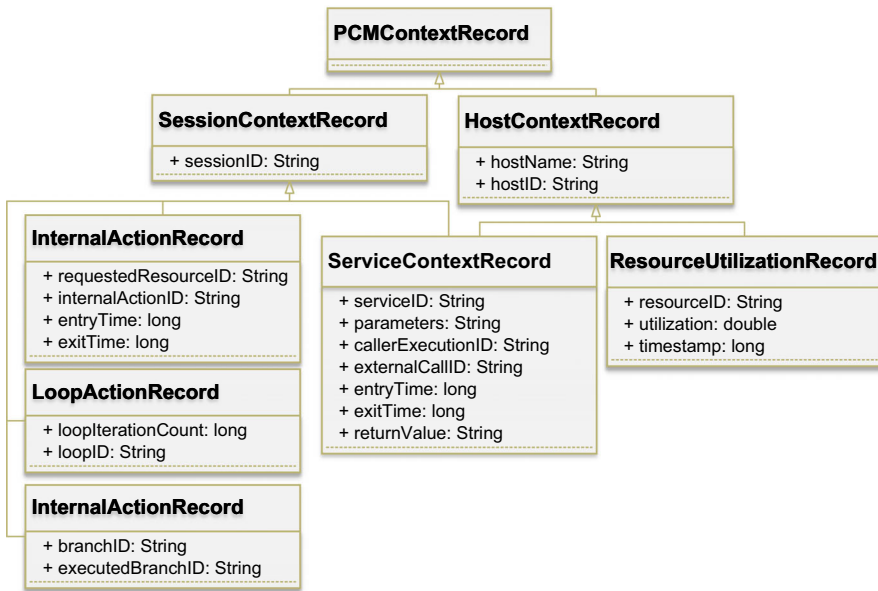 PCMContextRecord
SessionContextRecord
+ sessionID: String
HostContextRecord
+ hostName: String
+ hostID: String
InternalActionRecord
+ requestedResourceID: String
+ internalActionID: String
+ entryTime: long
+ exitTime: long
ServiceContextRecord
+ serviceID: String
+ parameters: String
+ callerExecutionID: String
+ externalCallID: String
+ entryTime: long
+ exitTime: long
+ returnValue: String
ResourceUtilizationRecord
+ resourceID: String
+ utilization: double
+ timestamp: long
LoopActionRecord
+ loopIterationCount: long
+ loopID: String
InternalActionRecord
+ branchID: String
+ executedBranchID: String